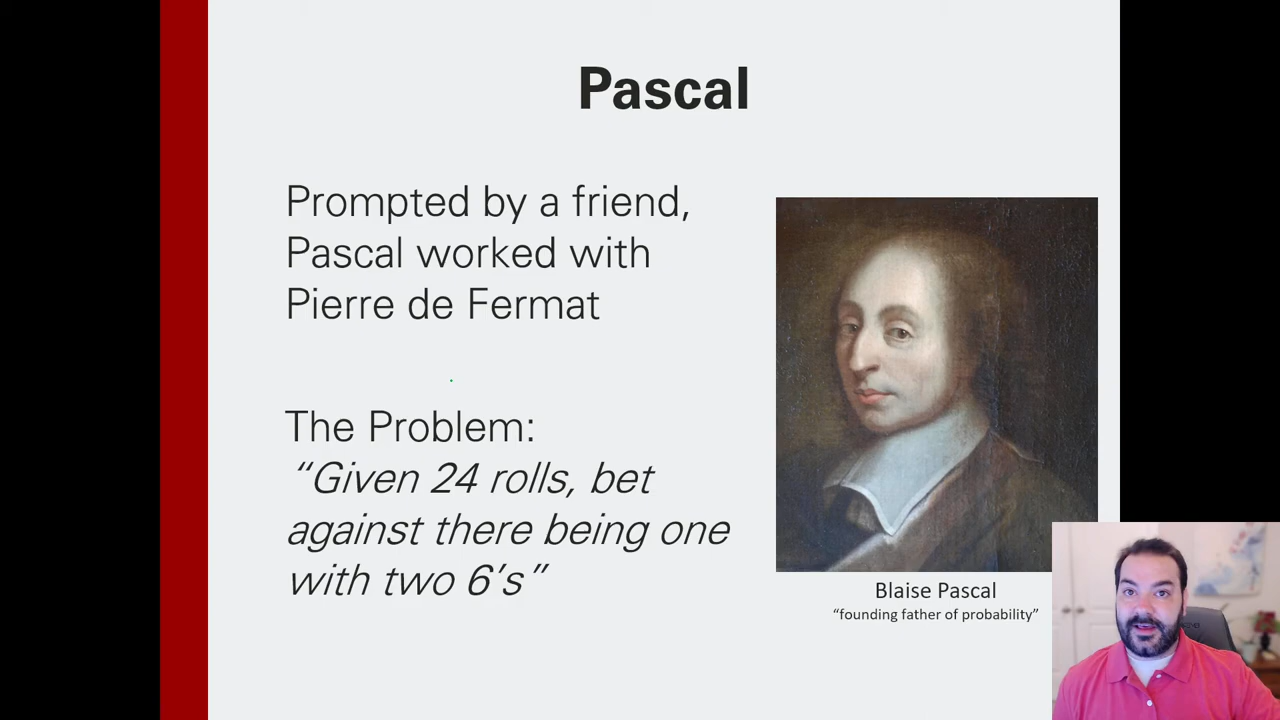 Pascal
Prompted by a friend,
Pascal worked with
Pierre de Fermat
The Problem:
“Given 24 rolls, bet
against there being one
with two 6’s”
Blaise Pascal
“founding father of probability”